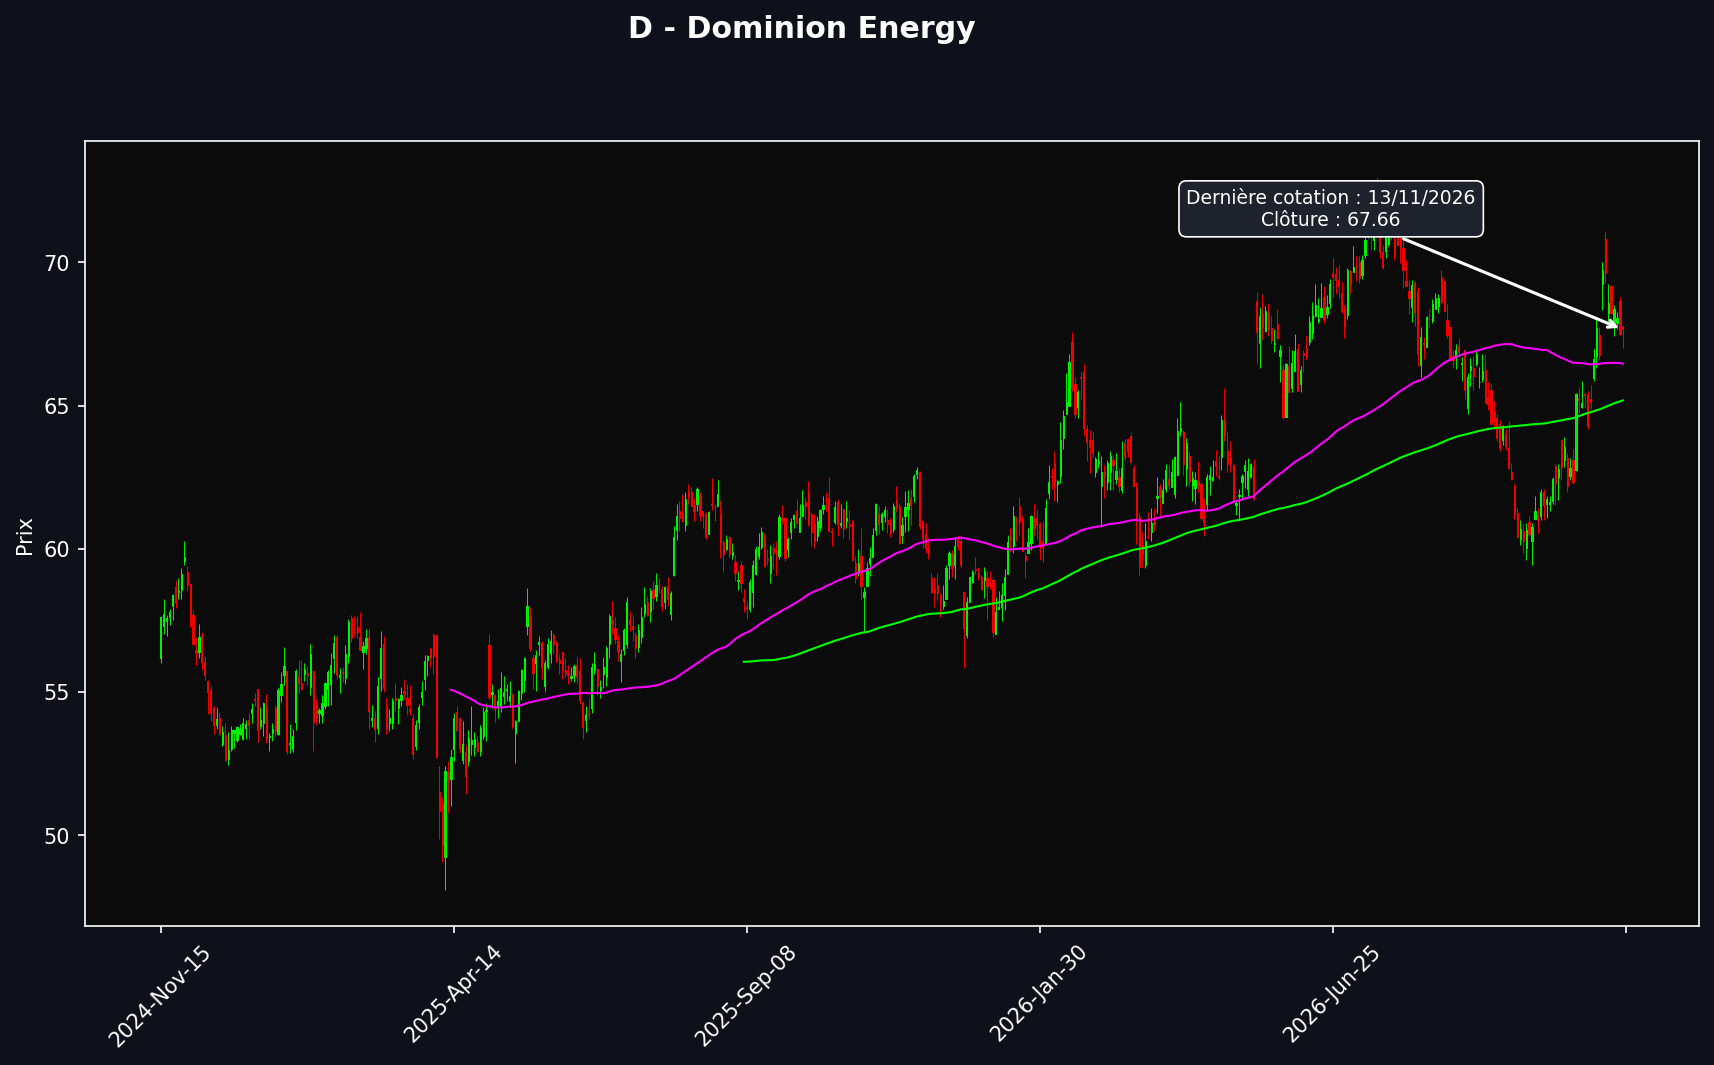 D - Dominion Energy
Dernière cotation : 13/11/2026
Clôture : 67.66
Prix
70
65
60
55
50
2024-Nov-15
2025-Apr-14
2025-Sep-08
2026-Jan-30
2026-Jun-25